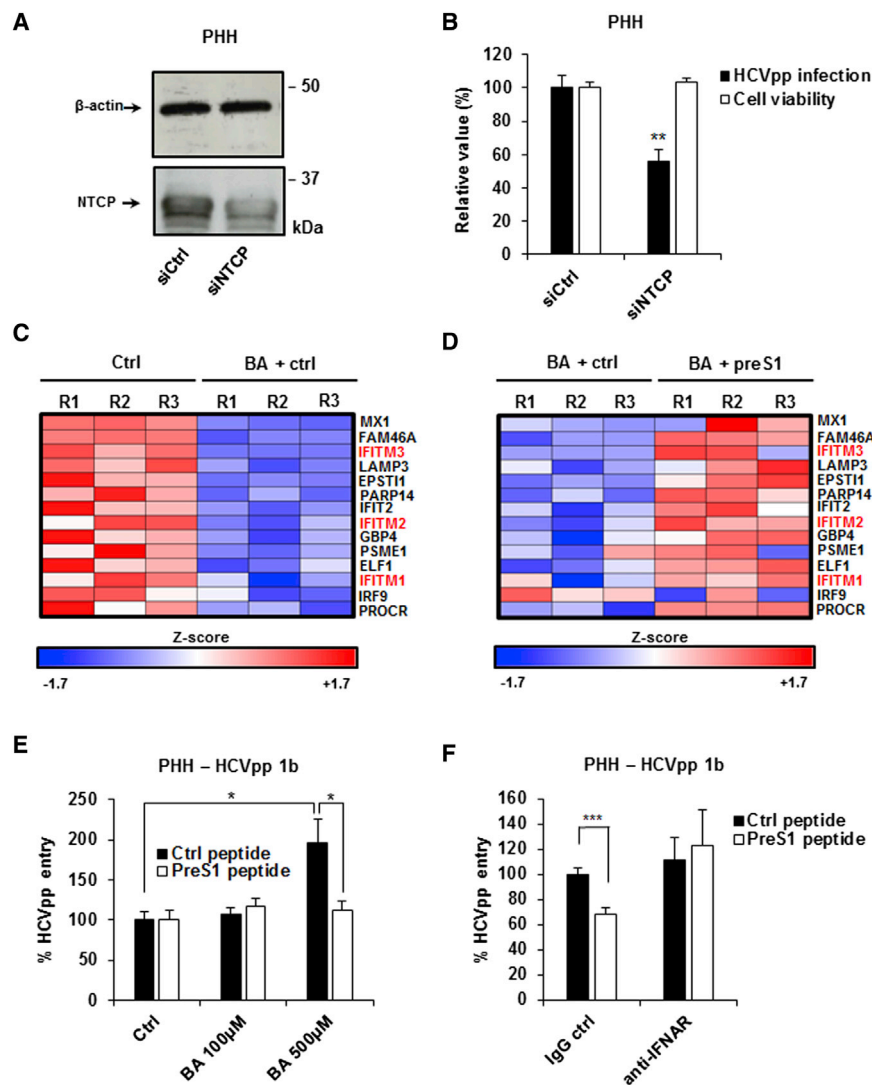 A
PHH
β-actin
NTCP
- 50
- 37
kDa
siCtrl
siNTCP
B
PHH
Relative value (%)
120
100
80
60
40
20
0
**
HCVpp infection
Cell viability
siCtrl
siNTCP
C
Ctrl
BA + ctrl
R1 R2 R3 R1 R2 R3
MX1
FAM46A
IFITM3
LAMP3
EPSTI1
PARP14
IFIT2
IFITM2
GBP4
PSME1
ELF1
IFITM1
IRF9
PROCR
Z-score
-1.7
+1.7
D
BA + ctrl
BA + preS1
R1 R2 R3 R1 R2 R3
MX1
FAM46A
IFITM3
LAMP3
EPSTI1
PARP14
IFIT2
IFITM2
GBP4
PSME1
ELF1
IFITM1
IRF9
PROCR
Z-score
-1.7
+1.7
E
PHH – HCVpp 1b
% HCVpp entry
250
200
150
100
50
0
*
*
Ctrl peptide
PreS1 peptide
Ctrl
BA 100µM
BA 500µM
F
PHH – HCVpp 1b
% HCVpp entry
160
140
120
100
80
60
40
20
0
***
Ctrl peptide
PreS1 peptide
IgG ctrl
anti-IFNAR